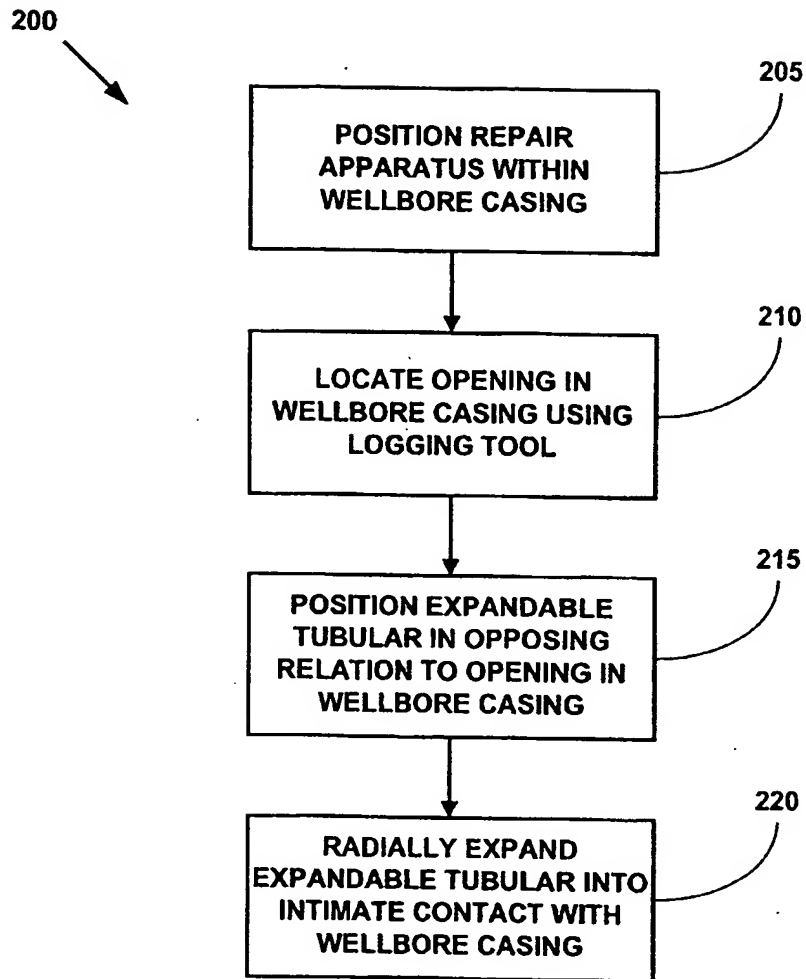 200
205
POSITION REPAIR
APPARATUS WITHIN
WELLBORE CASING
210
LOCATE OPENING IN
WELLBORE CASING USING
LOGGING TOOL
215
POSITION EXPANDABLE
TUBULAR IN OPPOSING
RELATION TO OPENING IN
WELLBORE CASING
220
RADIALLY EXPAND
EXPANDABLE TUBULAR INTO
INTIMATE CONTACT WITH
WELLBORE CASING